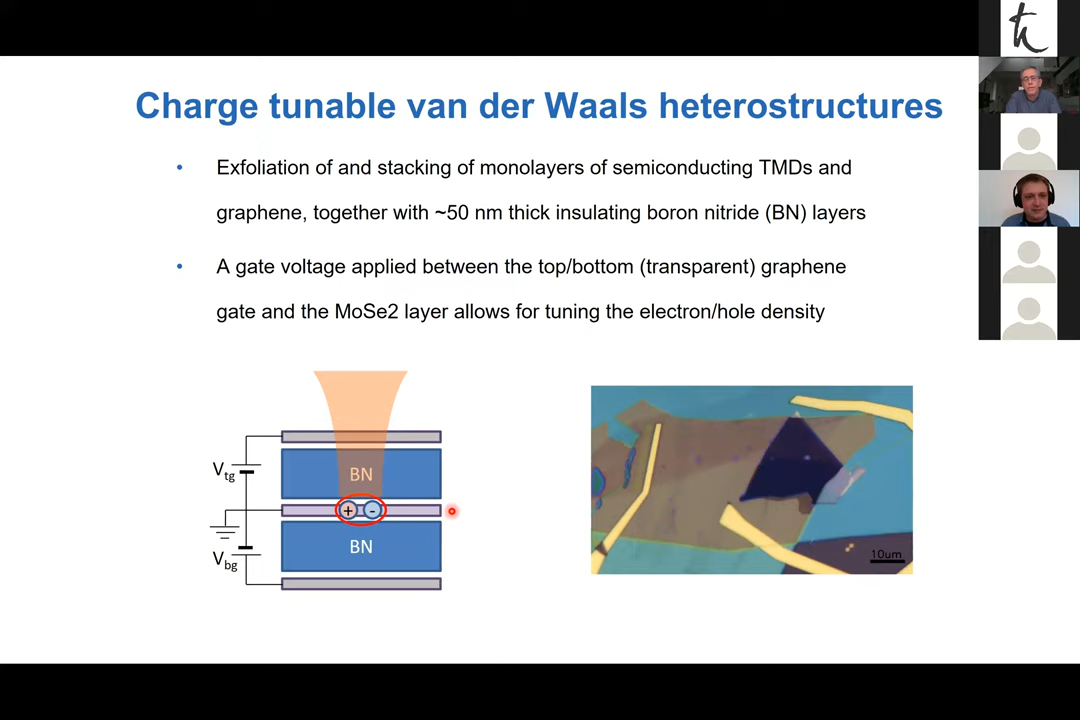 Charge tunable van der Waals heterostructures
• Exfoliation of and stacking of monolayers of semiconducting TMDs and
graphene, together with ~50 nm thick insulating boron nitride (BN) layers
• A gate voltage applied between the top/bottom (transparent) graphene
gate and the MoSe2 layer allows for tuning the electron/hole density
Vtg
BN
+ -
BN
Vbg
10um